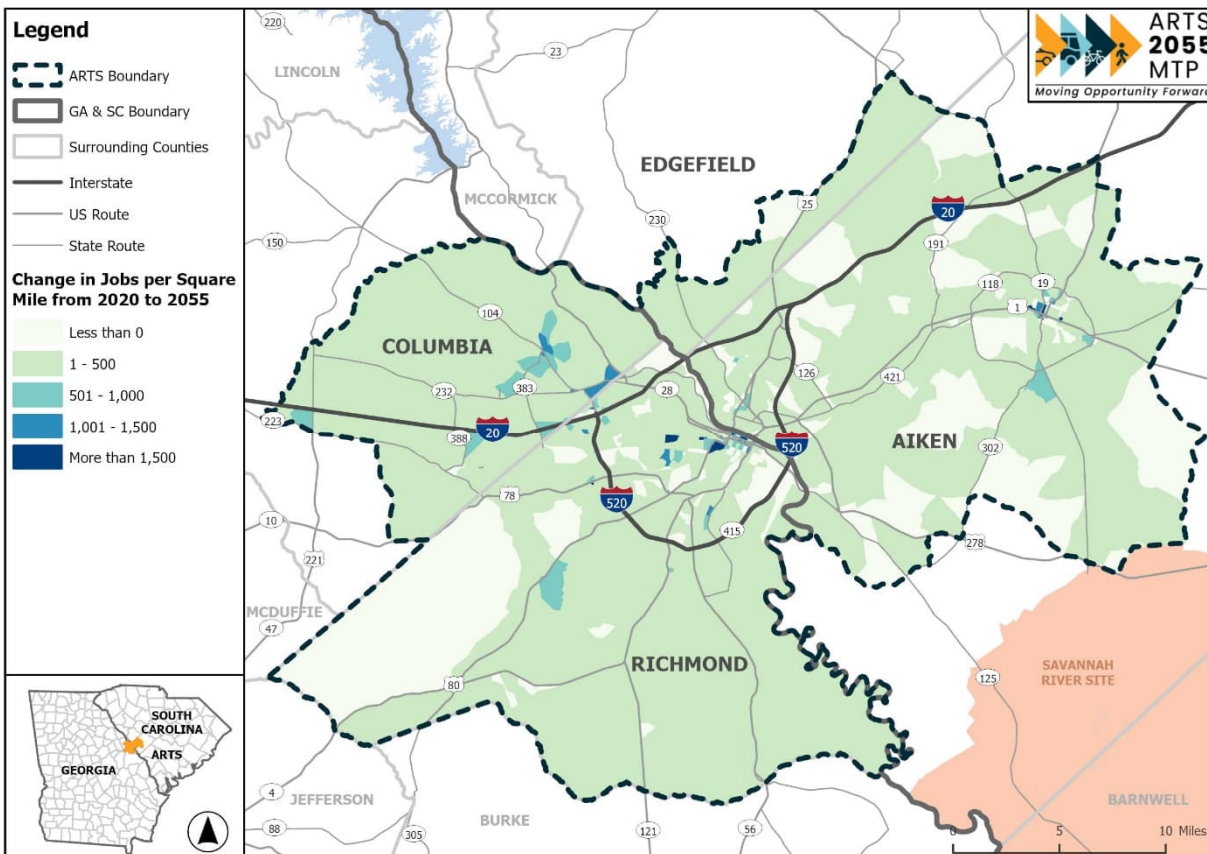 Legend
ARTS Boundary
GA & SC Boundary
Surrounding Counties
Interstate
US Route
State Route
Change in Jobs per Square
Mile from 2020 to 2055
Less than 0
1 - 500
501 - 1,000
1,001 - 1,500
More than 1,500
SOUTH
CAROLINA
ARTS
GEORGIA
ARTS
2055
MTP
Moving Opportunity Forward
220
23
LINCOLN
EDGEFIELD
MCCORMICK
25
20
230
150
191
118
19
1
104
COLUMBIA
232
383
28
126
421
223
20
388
AIKEN
302
520
78
520
415
10
221
278
MCDUFFIE
47
RICHMOND
SAVANNAH
RIVER SITE
80
125
4
JEFFERSON
BARNWELL
88
BURKE
305
121
56
0
5
10 Miles